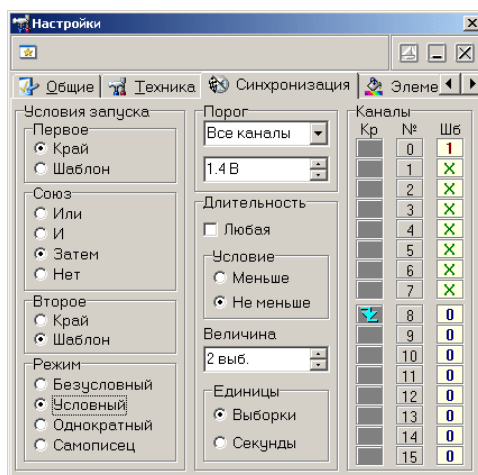 Настройки
Общие Техника Синхронизация Элеме
Условия запуска
Первое
Край
Шаблон
Союз
Или
И
Затем
Нет
Второе
Край
Шаблон
Режим
Безусловный
Условный
Однократный
Самописец
Порог
Все каналы
1.4 В
Длительность
Любая
Условие
Меньше
Не меньше
Величина
2 выб.
Единицы
Выборки
Секунды
Каналы
Кр № Шб
0 1
1 X
2 X
3 X
4 X
5 X
6 X
7 X
8 0
9 0
10 0
11 0
12 0
13 0
14 0
15 0